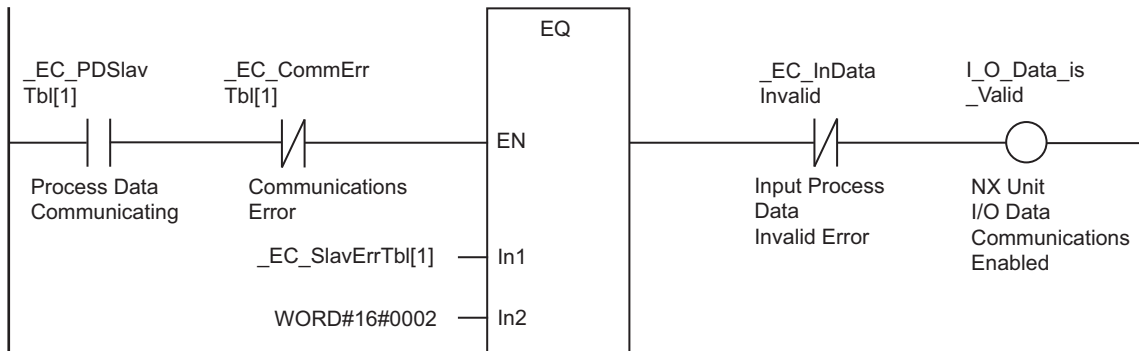 EQ
_EC_PDSlav
Tbl[1]
_EC_CommErr
Tbl[1]
_EC_InData
Invalid
I_O_Data_is
_Valid
EN
Process Data
Communicating
Communications
Error
Input Process
Data
Invalid Error
NX Unit
I/O Data
Communications
Enabled
_EC_SlavErrTbl[1]
In1
WORD#16#0002
In2